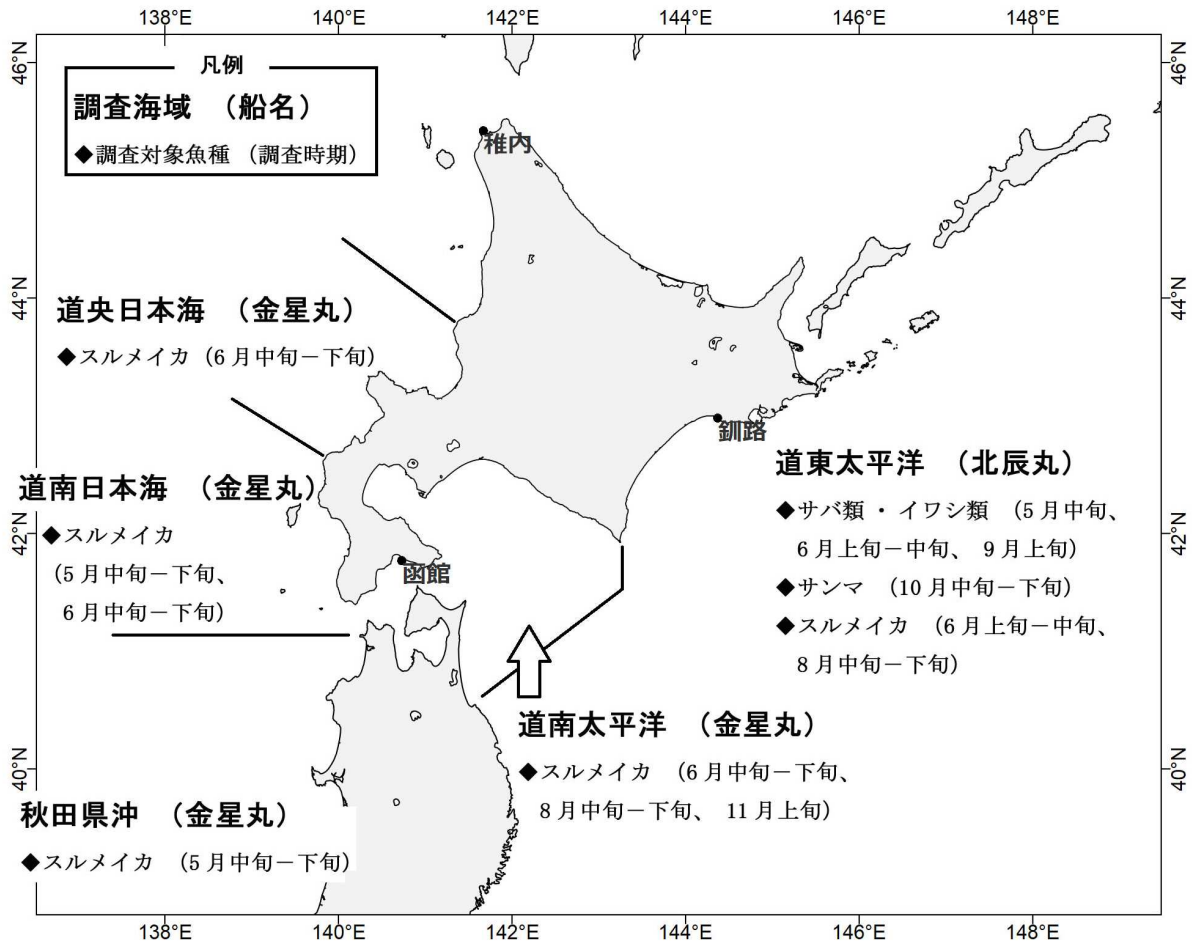 138°E 140°E 142°E 144°E 146°E 148°E
46°N 46°N
凡例
調査海域 (船名)
◆調査対象魚種 (調査時期)
稚内
44°N 44°N
道央日本海 (金星丸)
◆スルメイカ (6月中旬−下旬)
釧路
道南日本海 (金星丸)
◆スルメイカ
(5月中旬−下旬、
6月中旬−下旬)
42°N 42°N
函館
道東太平洋 (北辰丸)
◆サバ類・イワシ類 (5月中旬、
6月上旬−中旬、 9月上旬)
◆サンマ (10月中旬−下旬)
◆スルメイカ (6月上旬−中旬、
8月中旬−下旬)
道南太平洋 (金星丸)
◆スルメイカ (6月中旬−下旬、
8月中旬−下旬、 11月上旬)
40°N 40°N
秋田県沖 (金星丸)
◆スルメイカ (5月中旬−下旬)
138°E 140°E 142°E 144°E 146°E 148°E